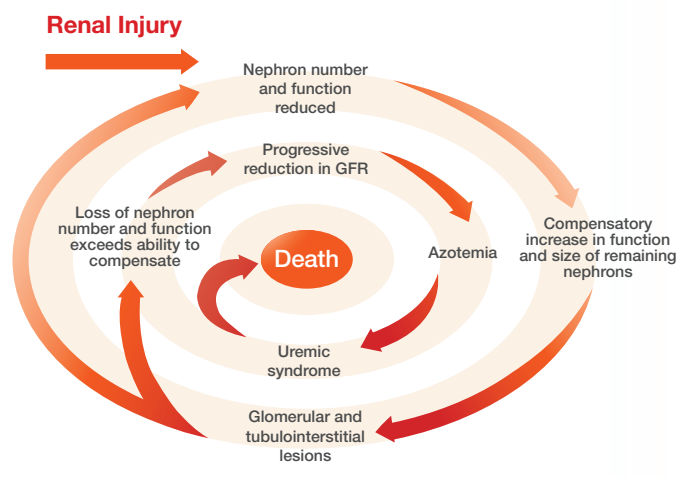 Renal Injury
Nephron number
and function
reduced
Progressive
reduction in GFR
Loss of nephron
number and function
exceeds ability to
compensate
Death
Azotemia
Compensatory
increase in function
and size of remaining
nephrons
Uremic
syndrome
Glomerular and
tubulointerstitial
lesions